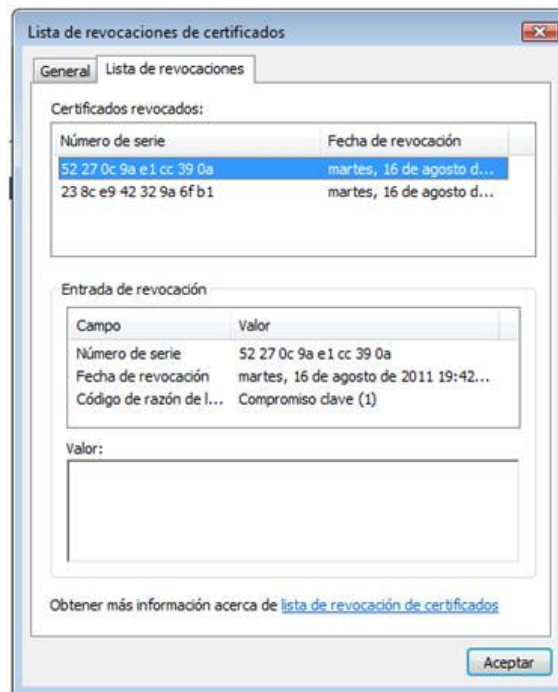 Lista de revocaciones de certificados
General Lista de revocaciones
Certificados revocados:
Número de serie Fecha de revocación
52 27 0c 9a e1 cc 39 0a martes, 16 de agosto d...
23 8c e9 42 32 9a 6f b1 martes, 16 de agosto d...
Entrada de revocación
Campo Valor
Número de serie 52 27 0c 9a e1 cc 39 0a
Fecha de revocación martes, 16 de agosto de 2011 19:42...
Código de razón de l... Compromiso clave (1)
Valor:
Obtener más información acerca de lista de revocación de certificados
Aceptar